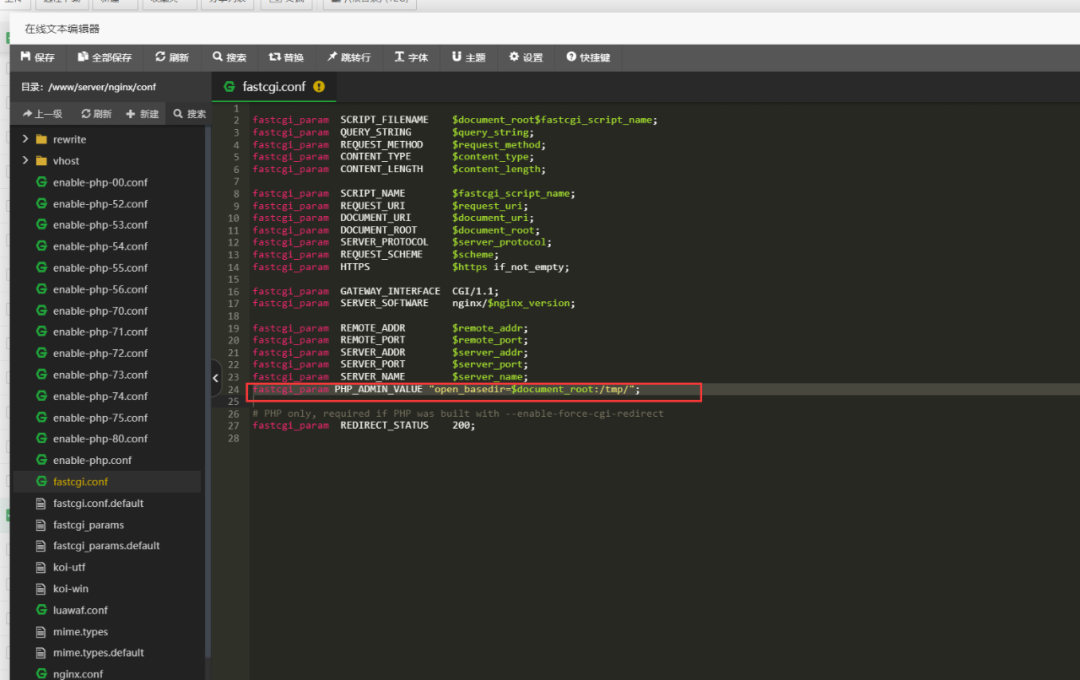 在线文本编辑器
保存 全部保存 刷新 搜索 替换 跳转行 字体 主题 设置 快捷键
目录: /www/server/nginx/conf
fastcgi.conf
上一级 刷新 新建 搜索
rewrite
vhost
enable-php-00.conf
enable-php-52.conf
enable-php-53.conf
enable-php-54.conf
enable-php-55.conf
enable-php-56.conf
enable-php-70.conf
enable-php-71.conf
enable-php-72.conf
enable-php-73.conf
enable-php-74.conf
enable-php-75.conf
enable-php-80.conf
enable-php.conf
fastcgi.conf
fastcgi.conf.default
fastcgi_params
fastcgi_params.default
koi-utf
koi-win
luawaf.conf
mime.types
mime.types.default
nginx.conf
1
2 fastcgi_param SCRIPT_FILENAME $document_root$fastcgi_script_name;
3 fastcgi_param QUERY_STRING $query_string;
4 fastcgi_param REQUEST_METHOD $request_method;
5 fastcgi_param CONTENT_TYPE $content_type;
6 fastcgi_param CONTENT_LENGTH $content_length;
7
8 fastcgi_param SCRIPT_NAME $fastcgi_script_name;
9 fastcgi_param REQUEST_URI $request_uri;
10 fastcgi_param DOCUMENT_URI $document_uri;
11 fastcgi_param DOCUMENT_ROOT $document_root;
12 fastcgi_param SERVER_PROTOCOL $server_protocol;
13 fastcgi_param REQUEST_SCHEME $scheme;
14 fastcgi_param HTTPS $https if_not_empty;
15
16 fastcgi_param GATEWAY_INTERFACE CGI/1.1;
17 fastcgi_param SERVER_SOFTWARE nginx/$nginx_version;
18
19 fastcgi_param REMOTE_ADDR $remote_addr;
20 fastcgi_param REMOTE_PORT $remote_port;
21 fastcgi_param SERVER_ADDR $server_addr;
22 fastcgi_param SERVER_PORT $server_port;
23 fastcgi_param SERVER_NAME $server_name;
24 fastcgi_param PHP_ADMIN_VALUE "open_basedir=$document_root:/tmp/";
25
26 # PHP only, required if PHP was built with --enable-force-cgi-redirect
27 fastcgi_param REDIRECT_STATUS 200;
28